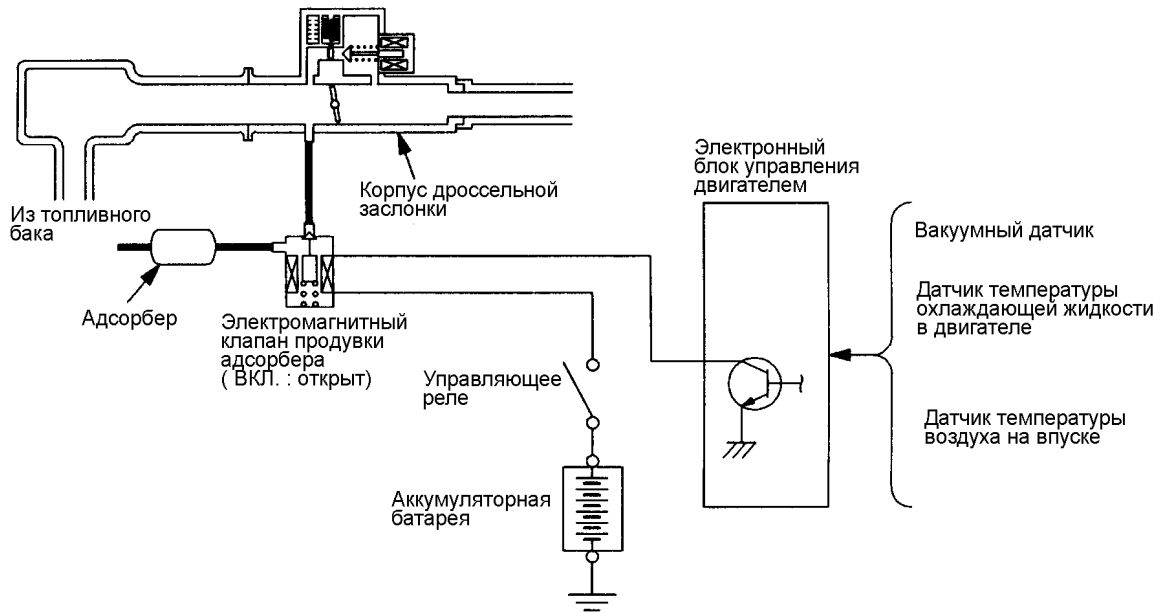 Электронный
блок управления
двигателем
Корпус дроссельной
заслонки
Из топливного
бака
Вакуумный датчик
Датчик температуры
охлаждающей жидкости
в двигателе
Адсорбер
Электромагнитный
клапан продувки
адсорбера
( ВКЛ. : открыт)
Управляющее
реле
Датчик температуры
воздуха на впуске
Аккумуляторная
батарея